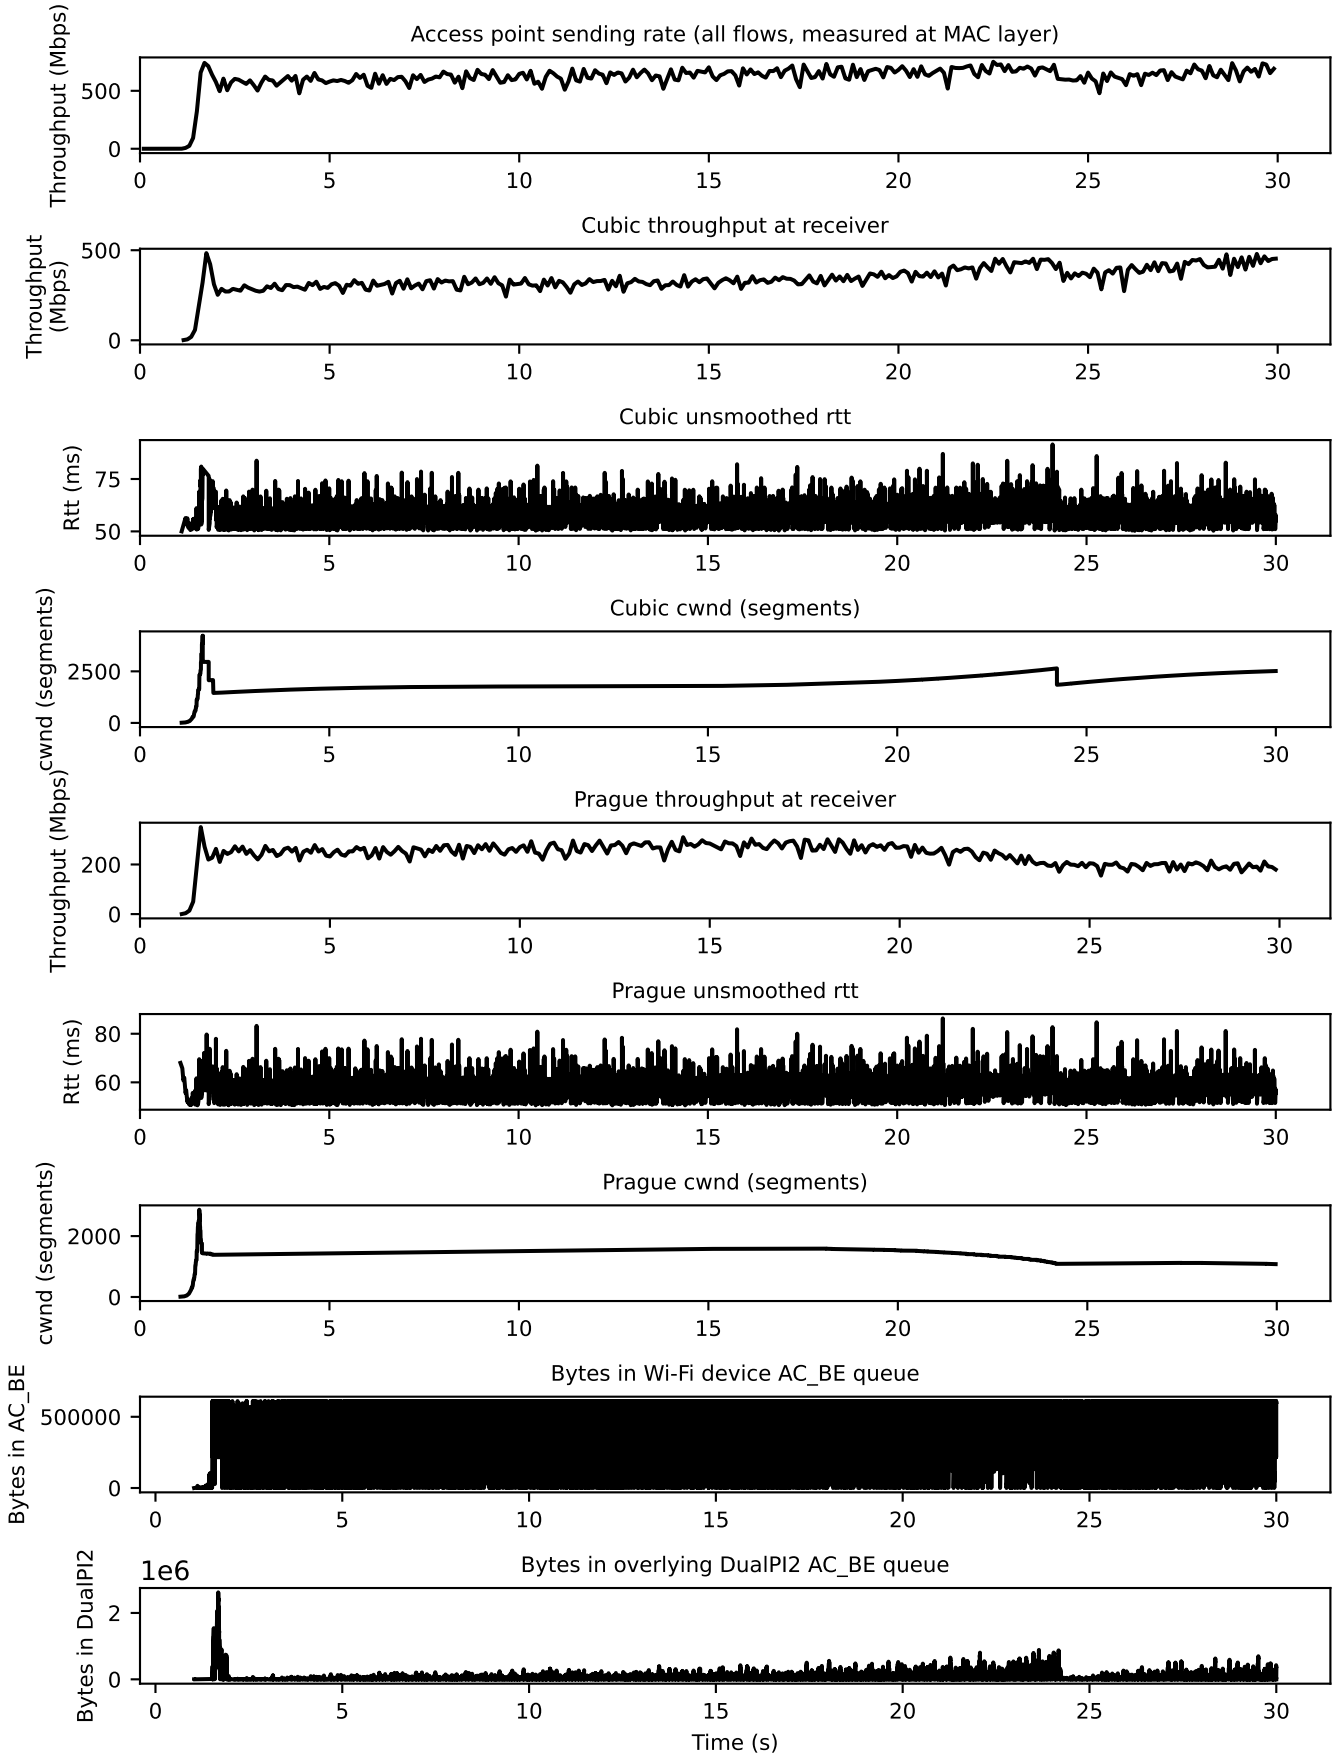 Access point sending rate (all flows, measured at MAC layer)
Throughput (Mbps)
500
0
0 5 10 15 20 25 30
Cubic throughput at receiver
Throughput
(Mbps)
500
0
0 5 10 15 20 25 30
Cubic unsmoothed rtt
Rtt (ms)
75
50
0 5 10 15 20 25 30
Cubic cwnd (segments)
cwnd (segments)
2500
0
0 5 10 15 20 25 30
Prague throughput at receiver
Throughput (Mbps)
200
0
0 5 10 15 20 25 30
Prague unsmoothed rtt
Rtt (ms)
80
60
0 5 10 15 20 25 30
Prague cwnd (segments)
cwnd (segments)
2000
0
0 5 10 15 20 25 30
Bytes in Wi-Fi device AC_BE queue
Bytes in AC_BE
500000
0
0 5 10 15 20 25 30
Bytes in overlying DualPI2 AC_BE queue
1e6
Bytes in DualPI2
2
0
0 5 10 15 20 25 30
Time (s)